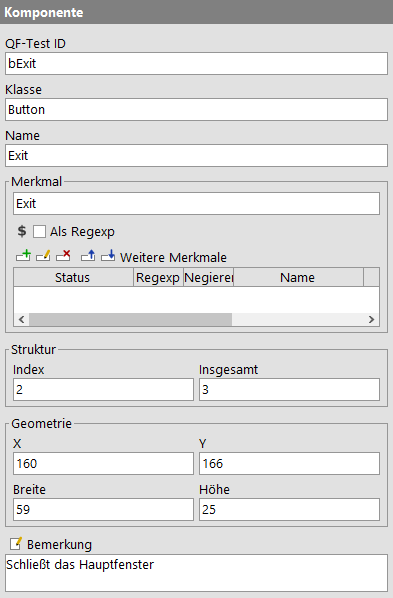 Komponente
QF-Test ID
bExit
Klasse
Button
Name
Exit
Merkmal
Exit
$ Als Regexp
Weitere Merkmale
Status Regexp Negieren Name
Struktur
Index Insgesamt
2 3
Geometrie
X Y
160 166
Breite Höhe
59 25
Bemerkung
Schließt das Hauptfenster